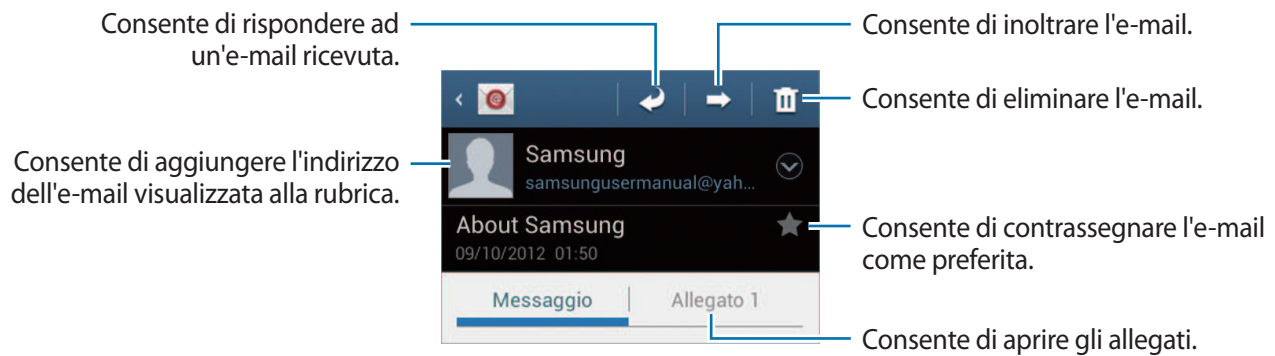 Consente di rispondere ad
un'e-mail ricevuta.
Consente di inoltrare l'e-mail.
Consente di eliminare l'e-mail.
Consente di aggiungere l'indirizzo
dell'e-mail visualizzata alla rubrica.
Samsung
samsungusermanual@yah...
About Samsung
09/10/2012 01:50
Consente di contrassegnare l'e-mail
come preferita.
Messaggio
Allegato 1
Consente di aprire gli allegati.